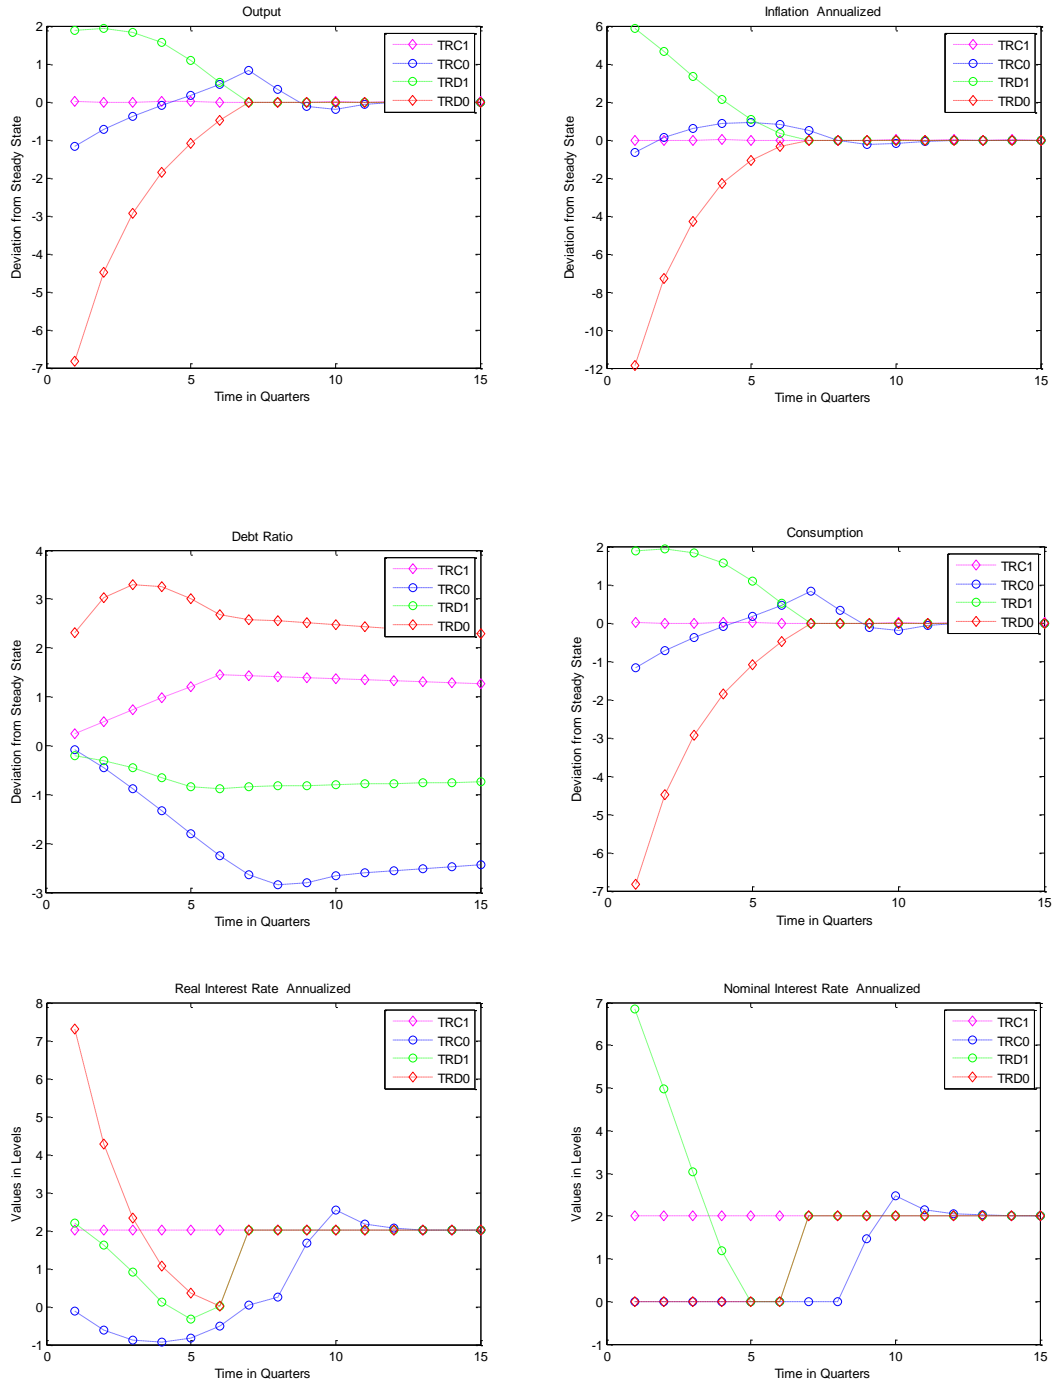 Output
2
1
0
-1
-2
-3
-4
-5
-6
-7
0
5
10
15
Time in Quarters
Deviation from Steady State
TRC1
TRC0
TRD1
TRD0
Inflation Annualized
6
4
2
0
-2
-4
-6
-8
-10
-12
0
5
10
15
Time in Quarters
Deviation from Steady State
TRC1
TRC0
TRD1
TRD0
Debt Ratio
4
3
2
1
0
-1
-2
-3
0
5
10
15
Time in Quarters
Deviation from Steady State
TRC1
TRC0
TRD1
TRD0
Consumption
2
1
0
-1
-2
-3
-4
-5
-6
-7
0
5
10
15
Time in Quarters
Deviation from Steady State
TRC1
TRC0
TRD1
TRD0
Real Interest Rate Annualized
8
7
6
5
4
3
2
1
0
-1
0
5
10
15
Time in Quarters
Values in Levels
TRC1
TRC0
TRD1
TRD0
Nominal Interest Rate Annualized
7
6
5
4
3
2
1
0
-1
0
5
10
15
Time in Quarters
Values in Levels
TRC1
TRC0
TRD1
TRD0